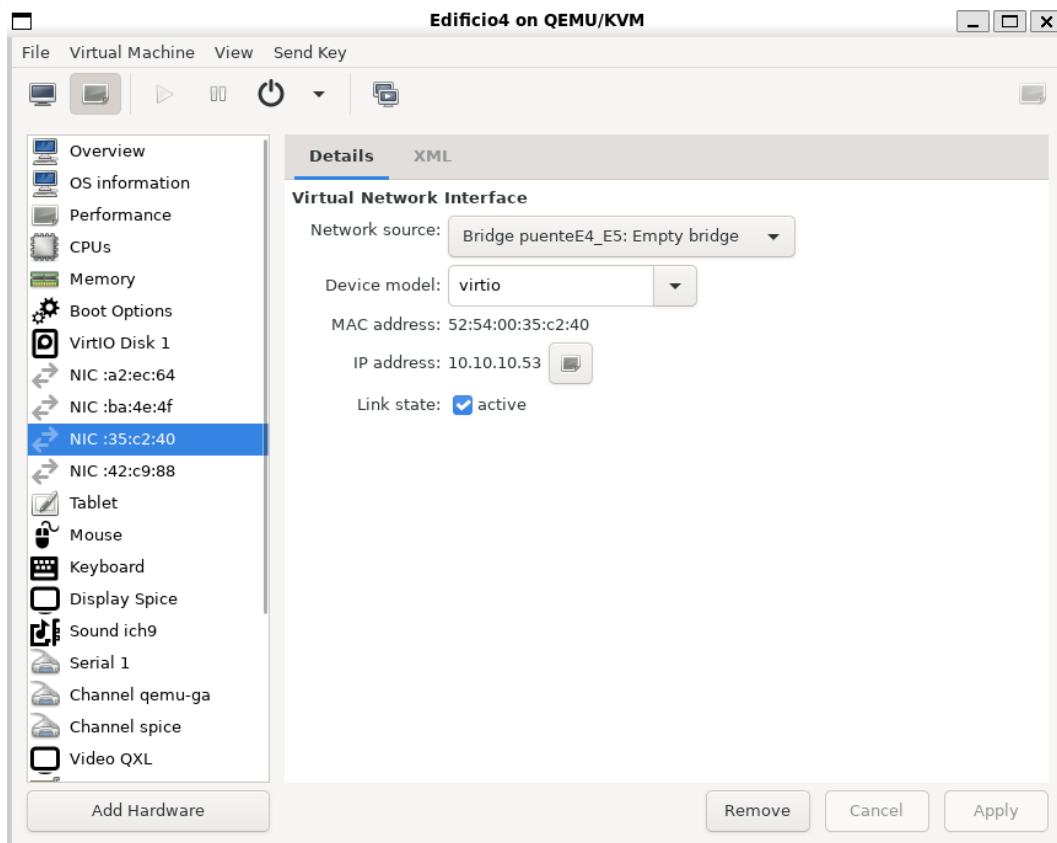 Edificio4 on QEMU/KVM
File Virtual Machine View Send Key
Overview
OS information
Performance
CPUs
Memory
Boot Options
VirtIO Disk 1
NIC :a2:ec:64
NIC :ba:4e:4f
NIC :35:c2:40
NIC :42:c9:88
Tablet
Mouse
Keyboard
Display Spice
Sound ich9
Serial 1
Channel qemu-ga
Channel spice
Video QXL
Add Hardware
Details XML
Virtual Network Interface
Network source: Bridge puenteE4_E5: Empty bridge
Device model: virtio
MAC address: 52:54:00:35:c2:40
IP address: 10.10.10.53
Link state: active
Remove Cancel Apply